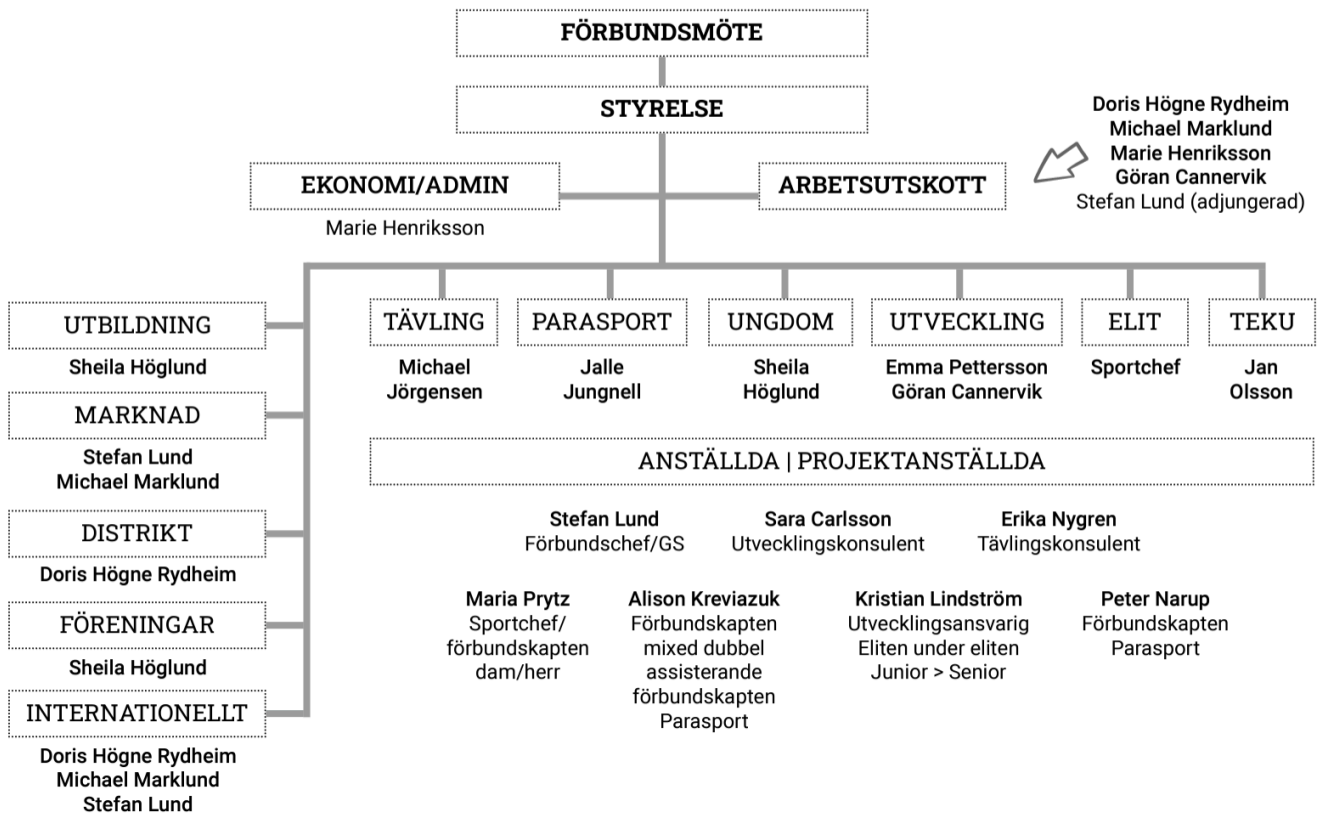 FÖRBUNDSMÖTE
STYRELSE
Doris Högne Rydheim
Michael Marklund
Marie Henriksson
Göran Cannervik
Stefan Lund (adjungerad)
EKONOMI/ADMIN
Marie Henriksson
ARBETSUTSKOTT
UTBILDNING
Sheila Höglund
MARKNAD
Stefan Lund
Michael Marklund
DISTRIKT
Doris Högne Rydheim
FÖRENINGAR
Sheila Höglund
INTERNATIONELLT
Doris Högne Rydheim
Michael Marklund
Stefan Lund
TÄVLING
Michael
Jörgensen
PARASPORT
Jalle
Jungnell
UNGDOM
Sheila
Höglund
UTVECKLING
Emma Pettersson
Göran Cannervik
ELIT
Sportchef
TEKU
Jan
Olsson
ANSTÄLLDA | PROJEKTANSTÄLLDA
Stefan Lund
Förbundschef/GS
Sara Carlsson
Utvecklingskonsulent
Erika Nygren
Tävlingskonsulent
Maria Prytz
Sportchef/
förbundskapten
dam/herr
Alison Kreviazuk
Förbundskapten
mixed dubbel
assisterande
förbundskapten
Parasport
Kristian Lindström
Utvecklingsansvarig
Eliten under eliten
Junior > Senior
Peter Narup
Förbundskapten
Parasport